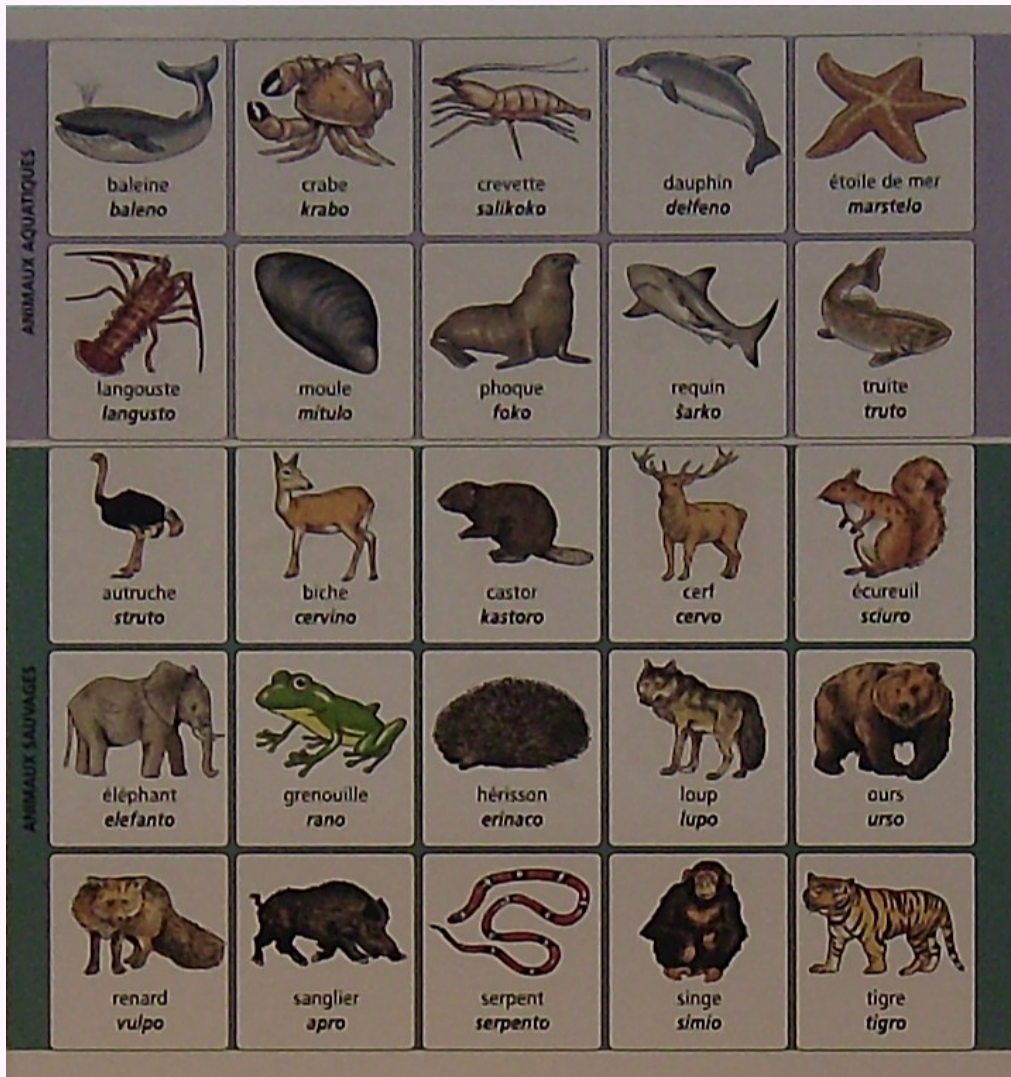 ANIMAUX AQUATIQUES
baleine
baleno
crabe
krabo
crevette
salikoko
dauphin
delfeno
étoile de mer
marstelo
langouste
langusto
moule
mitulo
phoque
foko
requin
ŝarko
truite
truto
ANIMAUX SAUVAGES
autruche
struto
biche
cervino
castor
kastoro
cerf
cervo
écureuil
sciuro
éléphant
elefanto
grenouille
rano
hérisson
erinaco
loup
lupo
ours
urso
renard
vulpo
sanglier
apro
serpent
serpento
singe
simio
tigre
tigro